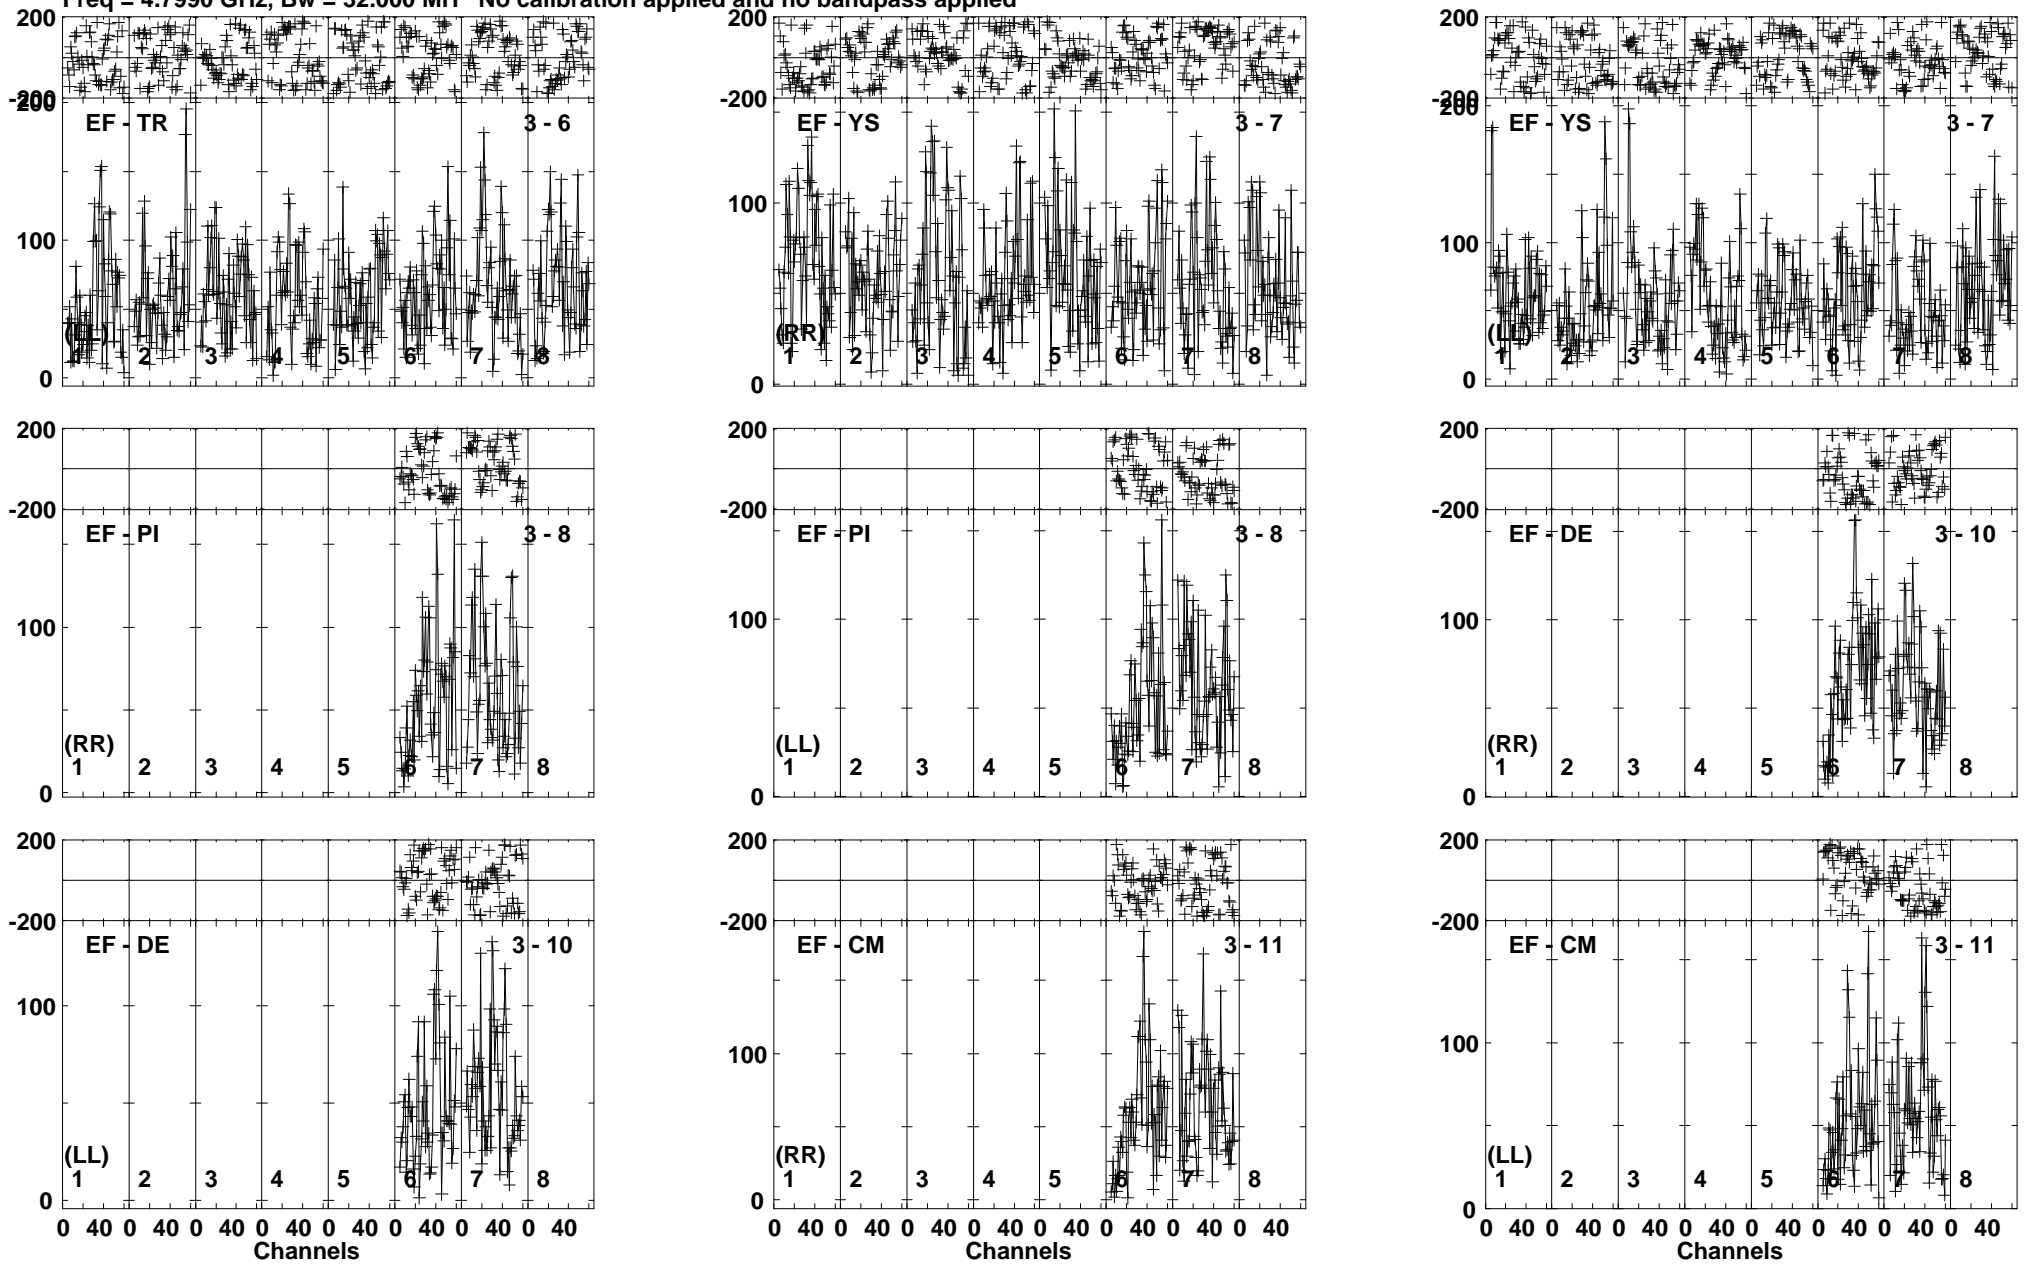 Freq = 4.7990 GHz, Bw = 32.000 MH No calibration applied and no bandpass applied
200 200 200
-200 -200 -200
200 EF - TR 3 - 6 EF - YS 3 - 7 200 EF - YS 3 - 7
100 100 100
(LL) (RR) (LL)
1 2 3 4 5 6 7 8 1 2 3 4 5 6 7 8 1 2 3 4 5 6 7 8
0 0 0
200 200 200
-200 -200 -200
EF - PI 3 - 8 EF - PI 3 - 8 EF - DE 3 - 10
100 100 100
(RR) (LL) (RR)
1 2 3 4 5 6 7 8 1 2 3 4 5 6 7 8 1 2 3 4 5 6 7 8
0 0 0
200 200 200
-200 -200 -200
EF - DE 3 - 10 EF - CM 3 - 11 EF - CM 3 - 11
100 100 100
(LL) (RR) (LL)
1 2 3 4 5 6 7 8 1 2 3 4 5 6 7 8 1 2 3 4 5 6 7 8
0 0 0
0 40 0 40 0 40 0 40 0 40 0 40 0 40 0 40 0 40 0 40 0 40 0 40 0 40 0 40 0 40 0 40 0 40 0 40 0 40 0 40 0 40 0 40 0 40 0 40
Channels Channels Channels